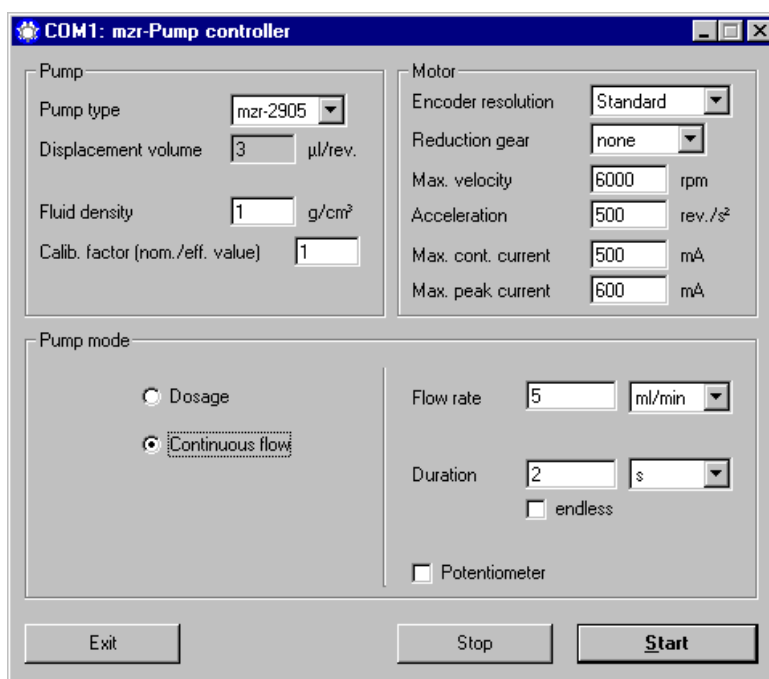 COM1: mzr-Pump controller
Pump
Pump type mzr-2905
Displacement volume 3 µl/rev.
Fluid density 1 g/cm³
Calib. factor (nom./eff. value) 1
Motor
Encoder resolution Standard
Reduction gear none
Max. velocity 6000 rpm
Acceleration 500 rev./s²
Max. cont. current 500 mA
Max. peak current 600 mA
Pump mode
Dosage
Continuous flow
Flow rate 5 ml/min
Duration 2 s
endless
Potentiometer
Exit Stop Start